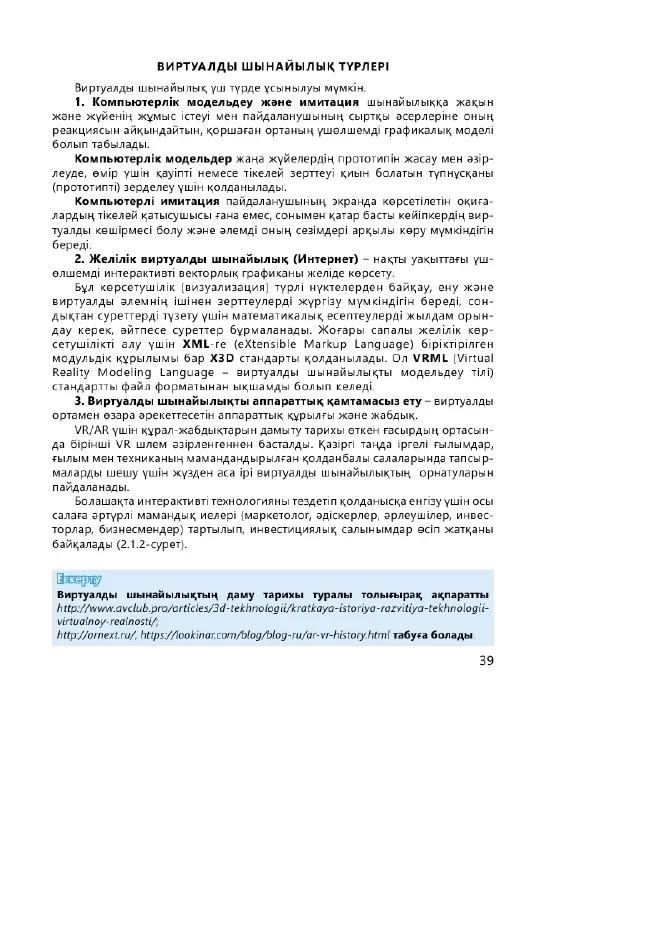 ВИРТУАЛДЫ ШЫНАЙЫЛЫҚ ТҮРЛЕРІ
Виртуалды шынайылық үш түрде ұсынылуы мүмкін.
1. Компьютерлік модельдеу және имитация шынайылыққа жақын
және жүйенің жұмыс істеуі мен пайдаланушының сыртқы әсерлеріне оның
реакциясын айқындайтын, қоршаған ортаның үшөлшемді графикалық моделі
болып табылады.
Компьютерлік модельдер жаңа жүйелердің прототипін жасау мен әзір-
леуде, өмір үшін қауіпті немесе тікелей зерттеуі қиын болатын түпнұсқаны
(прототипті) зерделеу үшін қолданылады.
Компьютерлі имитация пайдаланушының экранда көрсетілетін оқиға-
лардың тікелей қатысушысы ғана емес, сонымен қатар басты кейіпкердің вир-
туалды көшірмесі болу және әлемді оның сезімдері арқылы көру мүмкіндігін
береді.
2. Желілік виртуалды шынайылық (Интернет) – нақты уақыттағы үш-
өлшемді интерактивті векторлық графиканы желіде көрсету.
Бұл көрсетушілік (визуализация) түрлі нүктелерден байқау, ену және
виртуалды әлемнің ішінен зерттеулерді жүргізу мүмкіндігін береді, сон-
дықтан суреттерді түзету үшін математикалық есептеулерді жылдам орын-
дау керек, әйтпесе суреттер бұрмаланады. Жоғары сапалы желілік көр-
сетушілікті алу үшін XML-ге (eXtensible Markup Language) біріктірілген
модульдік құрылымы бар X3D стандарты қолданылады. Ол VRML (Virtual
Reality Modeling Language – виртуалды шынайылықты модельдеу тілі)
стандартты файл форматынан ықшамды болып келеді.
3. Виртуалды шынайылықты аппараттық қамтамасыз ету – виртуалды
ортамен өзара әрекеттесетін аппараттық құрылғы және жабдық.
VR/AR үшін құрал-жабдықтарын дамыту тарихы өткен ғасырдың ортасын-
да бірінші VR шлем әзірленгеннен басталды. Қазіргі таңда іргелі ғылымдар,
ғылым мен техниканың мамандандырылған қолданбалы салаларында тапсыр-
маларды шешу үшін жүзден аса ірі виртуалды шынайылықтың орнатуларын
пайдаланады.
Болашақта интерактивті технологияны тездетіп қолданысқа енгізу үшін осы
салаға әртүрлі мамандық иелері (маркетолог, әдіскерлер, әрлеушілер, инвес-
торлар, бизнесмендер) тартылып, инвестициялық салынымдар өсіп жатқаны
байқалады (2.1.2-сурет).
Ескерту
Виртуалды шынайылықтың даму тарихы туралы толығырақ ақпаратты
http://www.avclub.pro/articles/3d-tekhnologii/kratkaya-istoriya-razvitiya-tekhnologii-
virtualnoy-realnosti/;
http://arnext.ru/, https://lookinar.com/blog/blog-ru/ar-vr-history.html табуға болады.
39